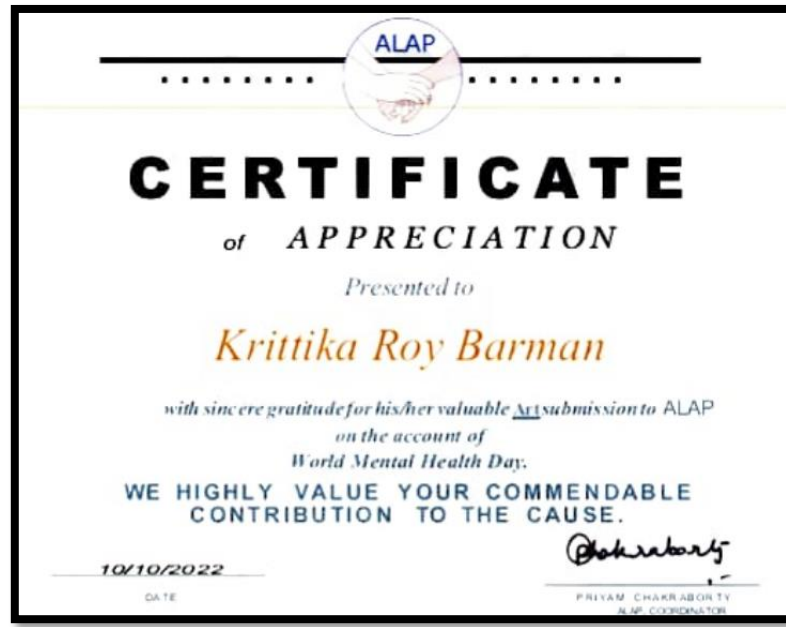 ALAP
CERTIFICATE
of APPRECIATION
Presented to
Krittika Roy Barman
with sincere gratitude for his/her valuable Art submission to ALAP
on the account of
World Mental Health Day.
WE HIGHLY VALUE YOUR COMMENDABLE
CONTRIBUTION TO THE CAUSE.
PChakraborty
10/10/2022
DATE
PRIYAM CHAKRABORTY
ALAP, COORDINATOR